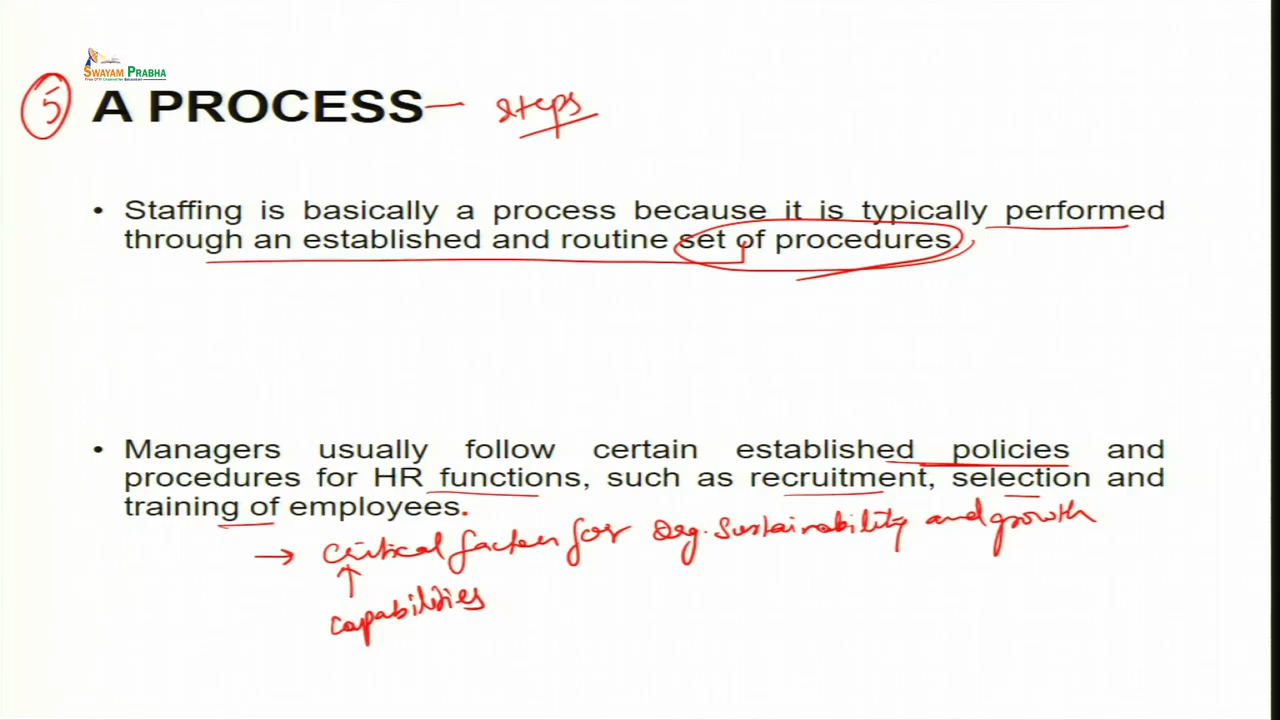 SWAYAM PRABHA
5 A PROCESS — steps
• Staffing is basically a process because it is typically performed
through an established and routine set of procedures.
• Managers usually follow certain established policies and
procedures for HR functions, such as recruitment, selection and
training of employees.
→ Critical factor for Org. Sustainability and growth
↑
Capabilities